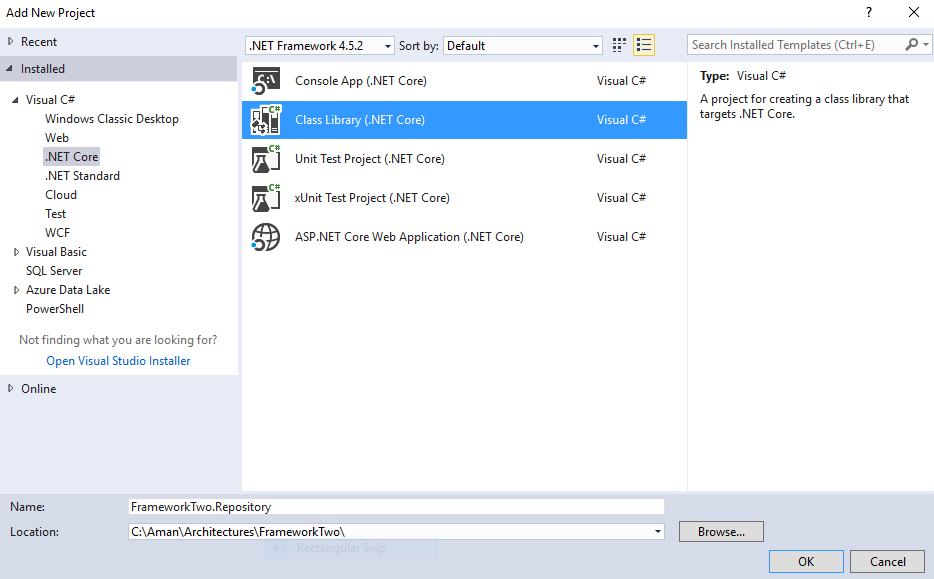 Add New Project
?
Recent
.NET Framework 4.5.2 Sort by: Default
Search Installed Templates (Ctrl+E)
Installed
Visual C#
Windows Classic Desktop
Web
.NET Core
.NET Standard
Cloud
Test
WCF
Visual Basic
SQL Server
Azure Data Lake
PowerShell
Not finding what you are looking for?
Open Visual Studio Installer
Online
Console App (.NET Core) Visual C#
Class Library (.NET Core) Visual C#
Unit Test Project (.NET Core) Visual C#
xUnit Test Project (.NET Core) Visual C#
ASP.NET Core Web Application (.NET Core) Visual C#
Type: Visual C#
A project for creating a class library that
targets .NET Core.
Name: FrameworkTwo.Repository
Location: C:\Aman\Architectures\FrameworkTwo\
Browse...
Rectangular Snip
OK Cancel